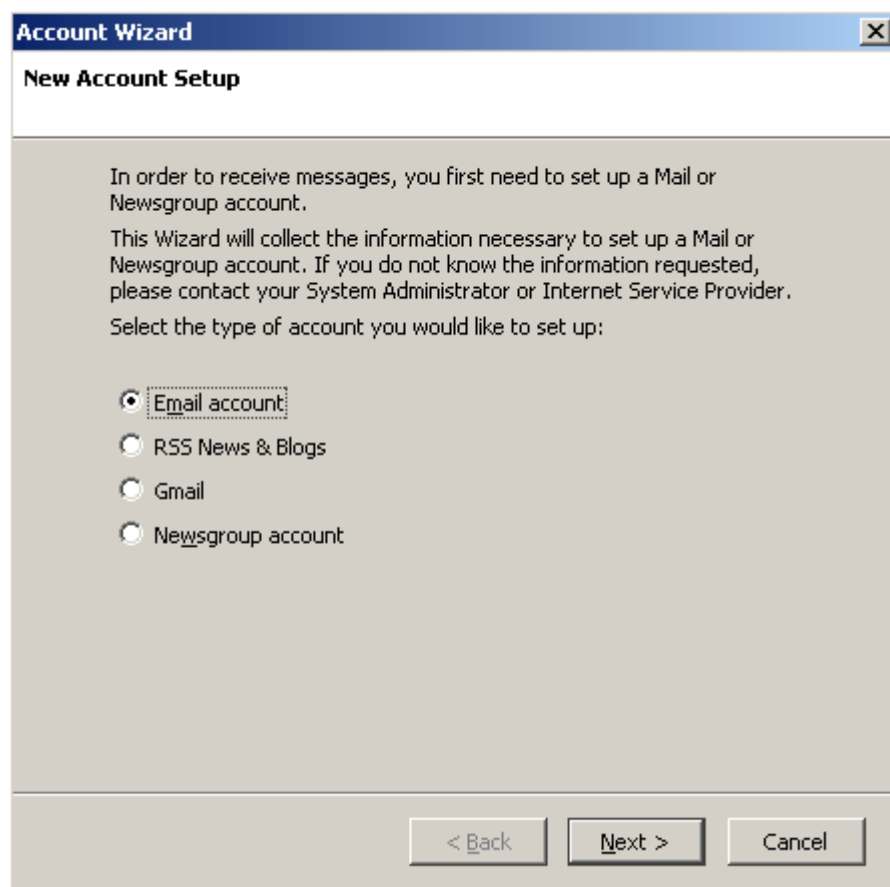 Account Wizard
New Account Setup
In order to receive messages, you first need to set up a Mail or
Newsgroup account.
This Wizard will collect the information necessary to set up a Mail or
Newsgroup account. If you do not know the information requested,
please contact your System Administrator or Internet Service Provider.
Select the type of account you would like to set up:
Email account
RSS News & Blogs
Gmail
Newsgroup account
< Back Next > Cancel